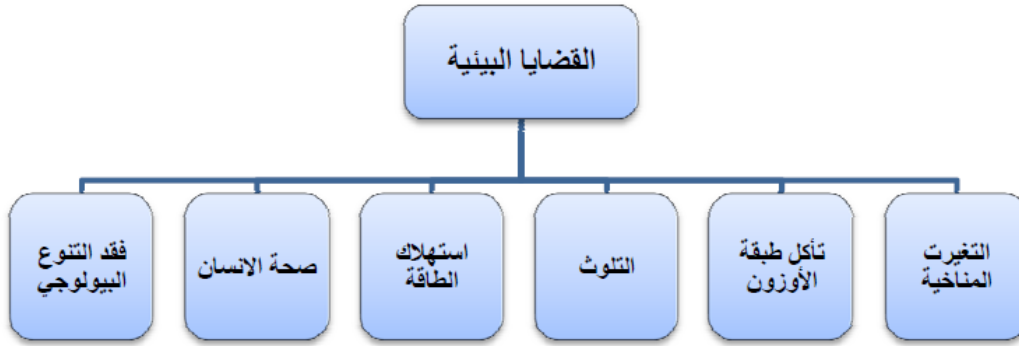 القضايا البيئية
التغيرت
المناخية
تأكل طبقة
الأوزون
التلوث
استهلاك
الطاقة
صحة الانسان
فقد التنوع
البيولوجي